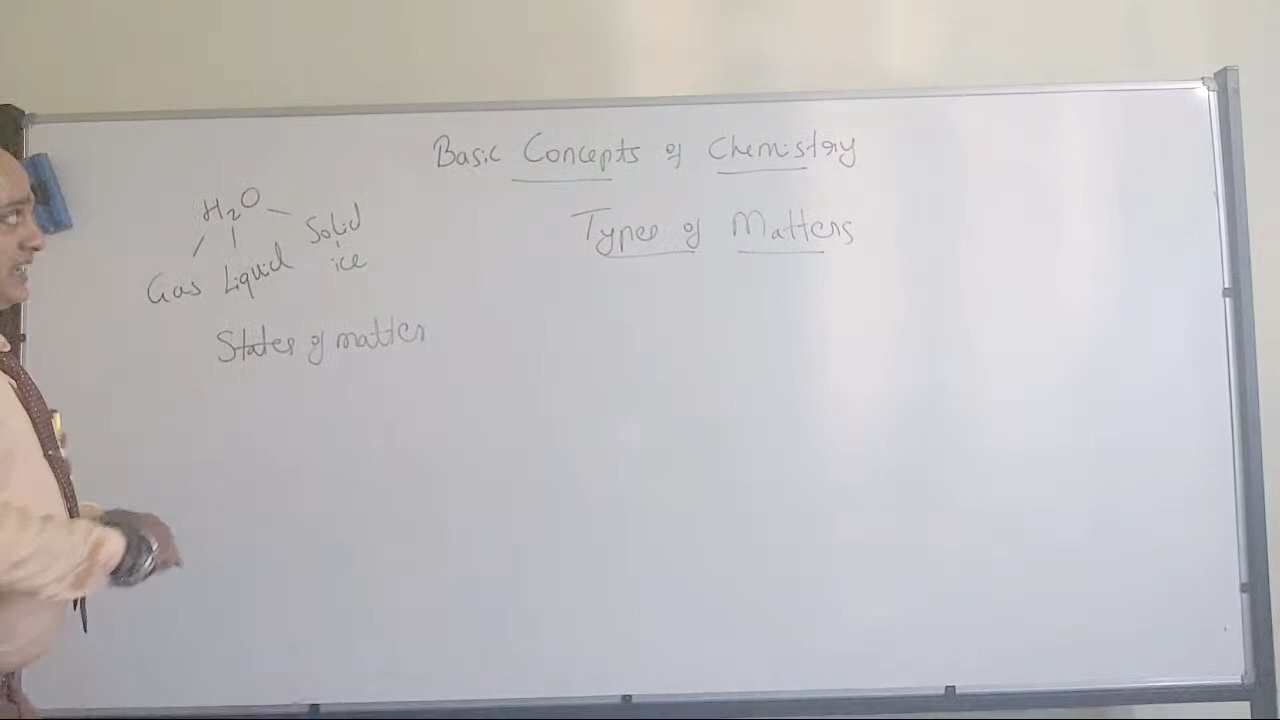 Basic Concepts of Chemistry
Types of Matters
H₂O
Solid
Gas Liquid ice
States of matter